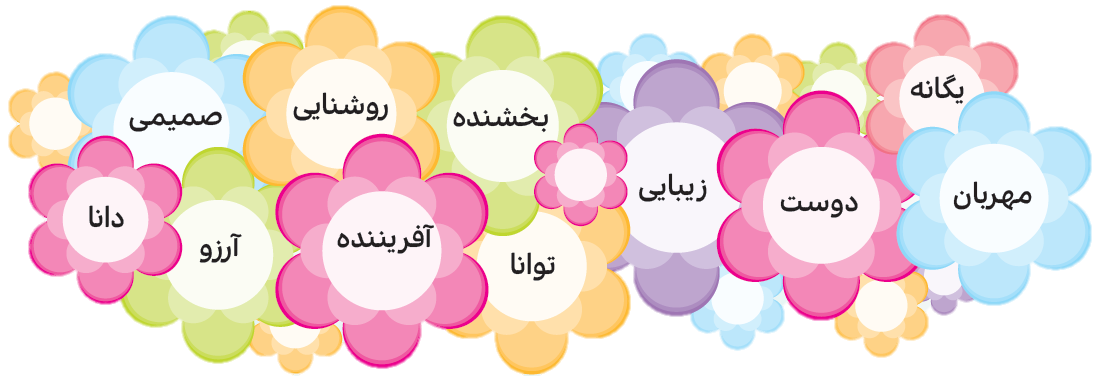 یگانه
مهربان
دوست
زیبایی
بخشنده
توانا
روشنایی
آفریننده
صمیمی
آرزو
دانا